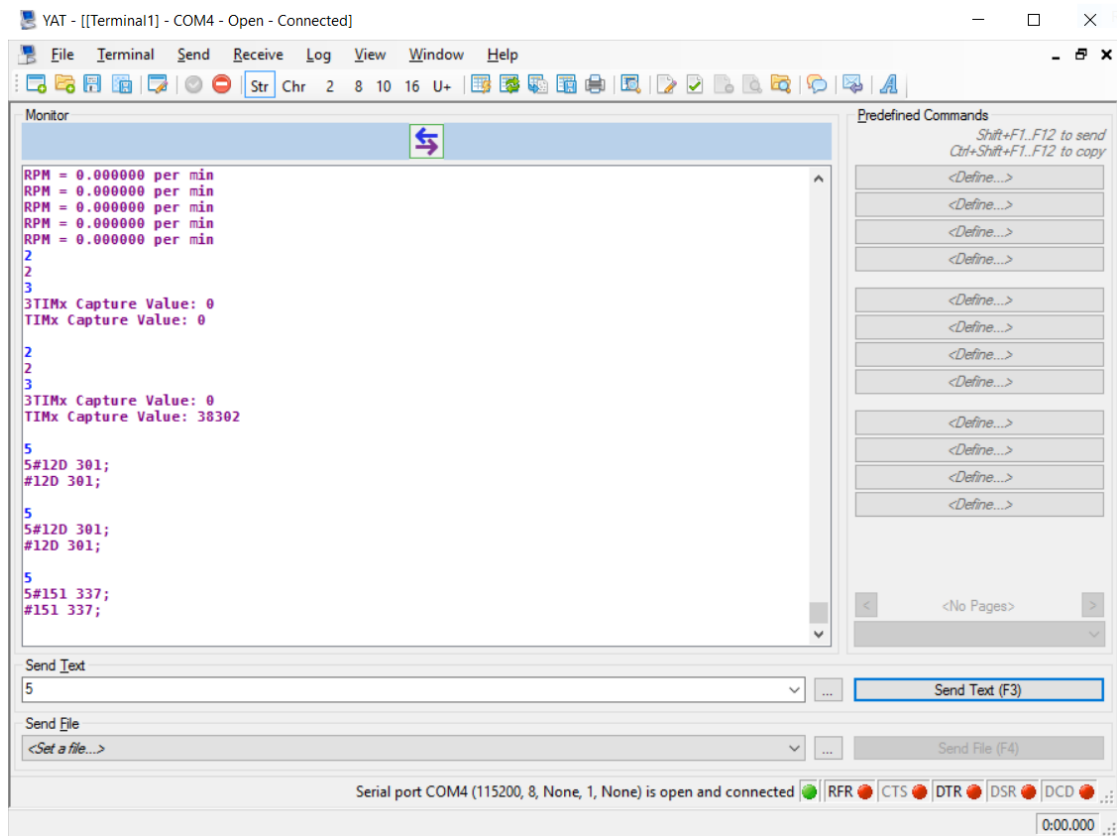 YAT - [[Terminal1] - COM4 - Open - Connected]
File Terminal Send Receive Log View Window Help
Str Chr 2 8 10 16 U+
Monitor
RPM = 0.000000 per min
RPM = 0.000000 per min
RPM = 0.000000 per min
RPM = 0.000000 per min
RPM = 0.000000 per min
2
2
3
3TIMx Capture Value: 0
TIMx Capture Value: 0
2
2
3
3TIMx Capture Value: 0
TIMx Capture Value: 38302
5
5#12D 301;
#12D 301;
5
5#12D 301;
#12D 301;
5
5#151 337;
#151 337;
Predefined Commands
Shift+F1..F12 to send
Ctrl+Shift+F1..F12 to copy
<Define...>
<Define...>
<Define...>
<Define...>
<Define...>
<Define...>
<Define...>
<Define...>
<Define...>
<Define...>
<Define...>
<Define...>
< <No Pages> >
Send Text
5 ... Send Text (F3)
Send File
<Set a file...> ... Send File (F4)
Serial port COM4 (115200, 8, None, 1, None) is open and connected RFR CTS DTR DSR DCD
0:00.000